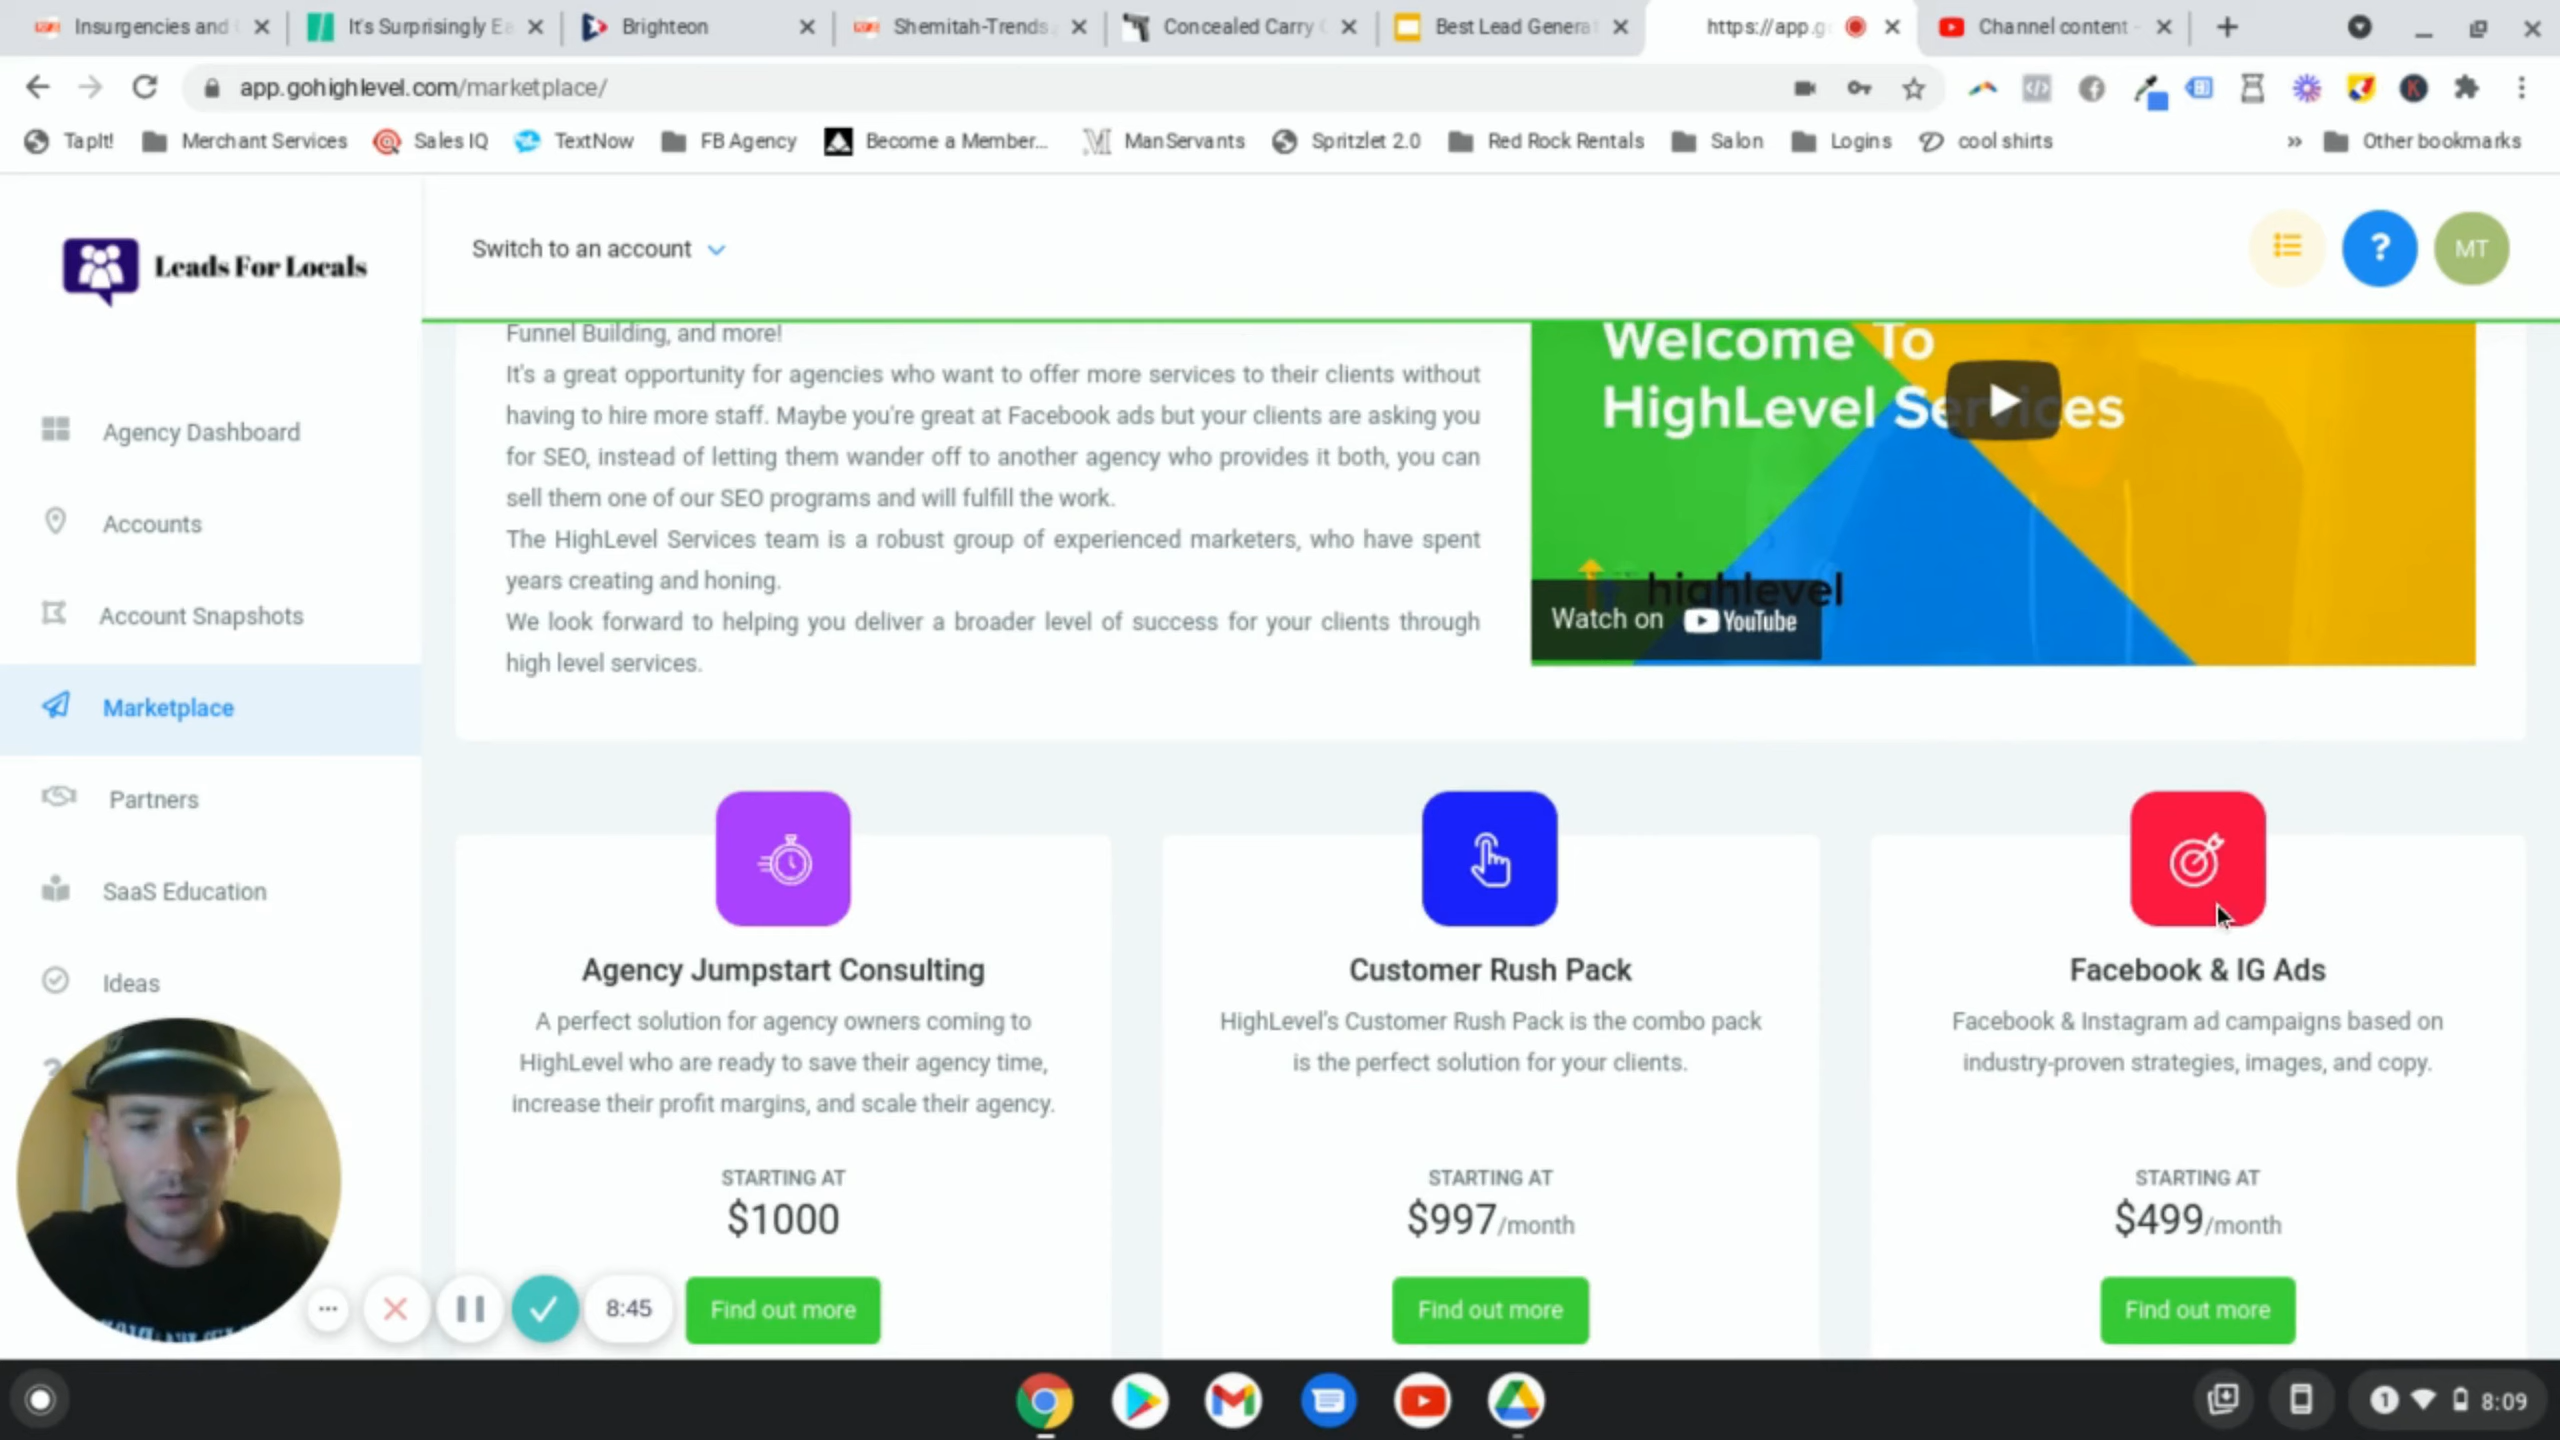 Insurgencies and
It's Surprisingly Ea
Brighteon
Shemitah-Trends.
Concealed Carry
Best Lead Genera
https://app.g
Channel content -
app.gohighlevel.com/marketplace/
TapIt!
Merchant Services
Sales IQ
TextNow
FB Agency
Become a Member...
ManServants
Spritzlet 2.0
Red Rock Rentals
Salon
Logins
cool shirts
»
Other bookmarks
Leads For Locals
Switch to an account
?
MT
Agency Dashboard
Accounts
Account Snapshots
Marketplace
Partners
SaaS Education
Ideas
Funnel Building, and more!
It's a great opportunity for agencies who want to offer more services to their clients without
having to hire more staff. Maybe you're great at Facebook ads but your clients are asking you
for SEO, instead of letting them wander off to another agency who provides it both, you can
sell them one of our SEO programs and will fulfill the work.
The HighLevel Services team is a robust group of experienced marketers, who have spent
years creating and honing.
We look forward to helping you deliver a broader level of success for your clients through
high level services.
Welcome To
HighLevel Services
highlevel
Watch on YouTube
Agency Jumpstart Consulting
A perfect solution for agency owners coming to
HighLevel who are ready to save their agency time,
increase their profit margins, and scale their agency.
STARTING AT
$1000
Find out more
Customer Rush Pack
HighLevel's Customer Rush Pack is the combo pack
is the perfect solution for your clients.
STARTING AT
$997/month
Find out more
Facebook & IG Ads
Facebook & Instagram ad campaigns based on
industry-proven strategies, images, and copy.
STARTING AT
$499/month
Find out more
8:45
1
8:09